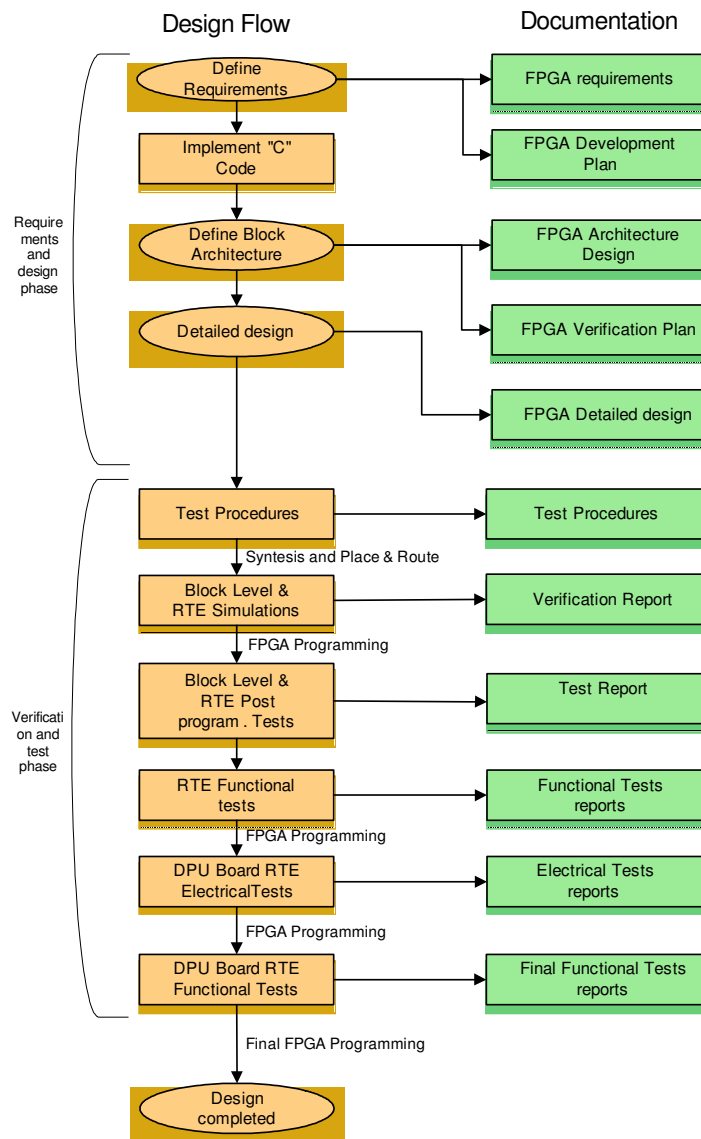 Design Flow
Documentation
Define
Requirements
FPGA requirements
Implement "C"
Code
FPGA Development
Plan
Require
ments and
design
phase
Define Block
Architecture
FPGA Architecture
Design
Detailed design
FPGA Verification Plan
FPGA Detailed design
Test Procedures
Test Procedures
Syntesis and Place & Route
Block Level &
RTE Simulations
Verification Report
FPGA Programming
Block Level &
RTE Post
program . Tests
Test Report
Verificati
on and
test
phase
RTE Functional
tests
Functional Tests
reports
FPGA Programming
DPU Board RTE
ElectricalTests
Electrical Tests
reports
FPGA Programming
DPU Board RTE
Functional Tests
Final Functional Tests
reports
Final FPGA Programming
Design
completed